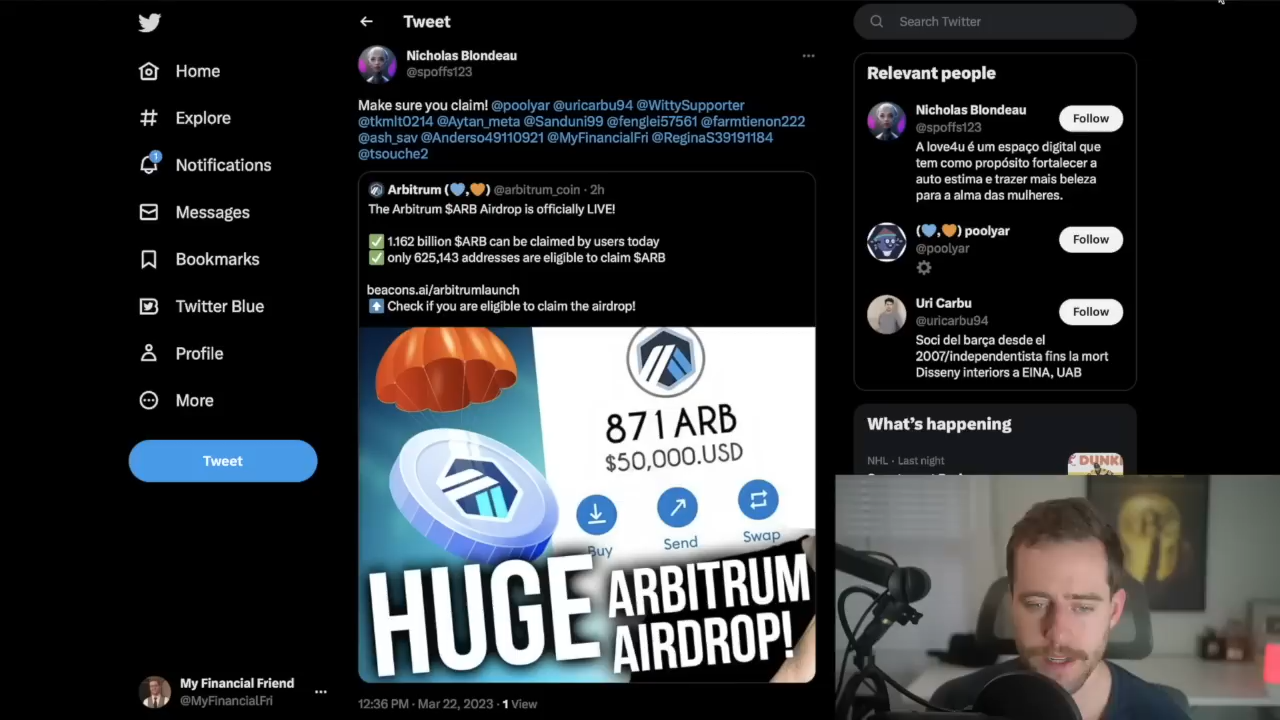 Tweet
Search Twitter
Home
Explore
1
Notifications
Messages
Bookmarks
Twitter Blue
Profile
More
Tweet
My Financial Friend
@MyFinancialFri
Nicholas Blondeau
@spoffs123
Make sure you claim! @poolyar @uricarbu94 @WittySupporter
@tkmlt0214 @Aytan_meta @Sanduni99 @fenglei57561 @farmtienon222
@ash_sav @Anderso49110921 @MyFinancialFri @ReginaS39191184
@tsouche2
Arbitrum (💙,🧡) @arbitrum_coin · 2h
The Arbitrum $ARB Airdrop is officially LIVE!
✅ 1.162 billion $ARB can be claimed by users today
✅ only 625,143 addresses are eligible to claim $ARB
beacons.ai/arbitrumlaunch
⬆️ Check if you are eligible to claim the airdrop!
871 ARB
$50,000.USD
Buy
Send
Swap
HUGE ARBITRUM
AIRDROP!
12:36 PM · Mar 22, 2023 · 1 View
Relevant people
Nicholas Blondeau
@spoffs123
Follow
A love4u é um espaço digital que
tem como propósito fortalecer a
auto estima e trazer mais beleza
para a alma das mulheres.
(💙,🧡) poolyar
@poolyar
Follow
⚙️
Uri Carbu
@uricarbu94
Follow
Soci del barça desde el
2007/independentista fins la mort
Disseny interiors a EINA, UAB
What's happening
NHL · Last night
DUNK